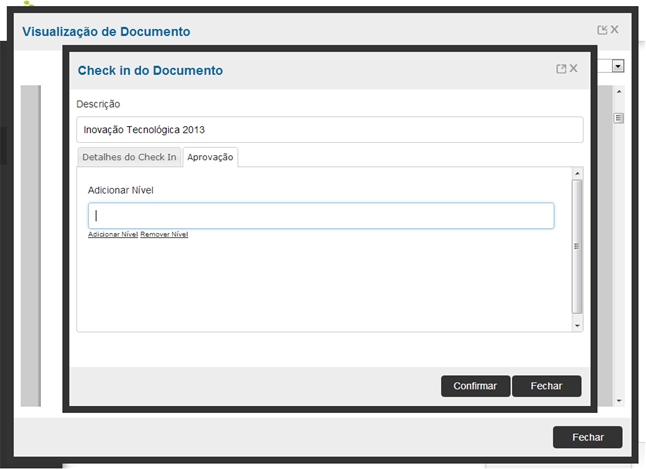 Visualização de Documento
Check in do Documento
Descrição
Inovação Tecnológica 2013
Detalhes do Check In Aprovação
Adicionar Nível
Adicionar Nível Remover Nível
Confirmar Fechar
Fechar